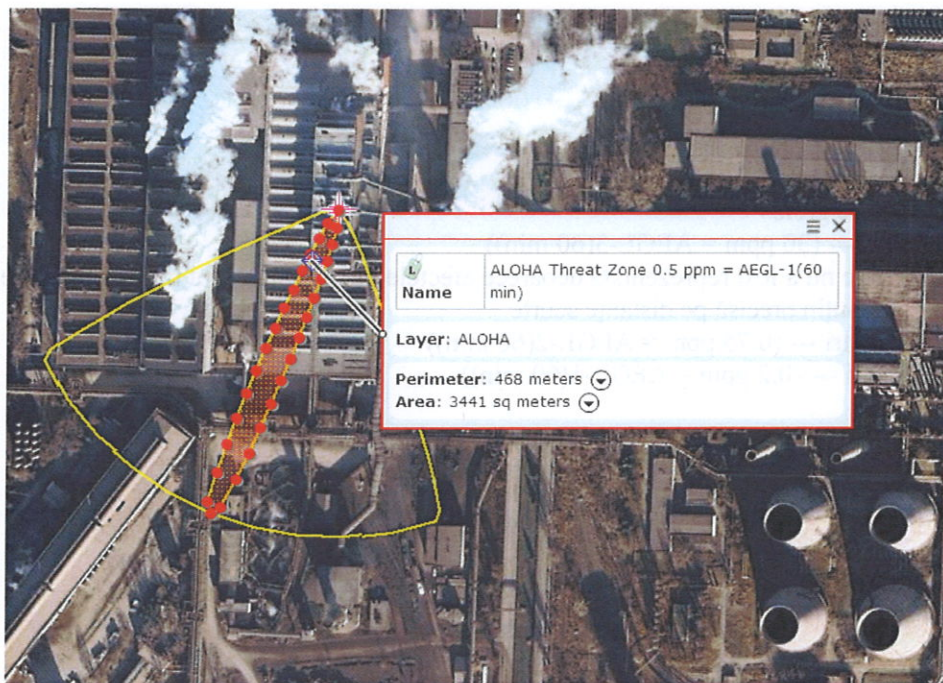 ALOHA Threat Zone 0.5 ppm = AEGL-1(60
min)
Name
Layer: ALOHA
Perimeter: 468 meters
Area: 3441 sq meters